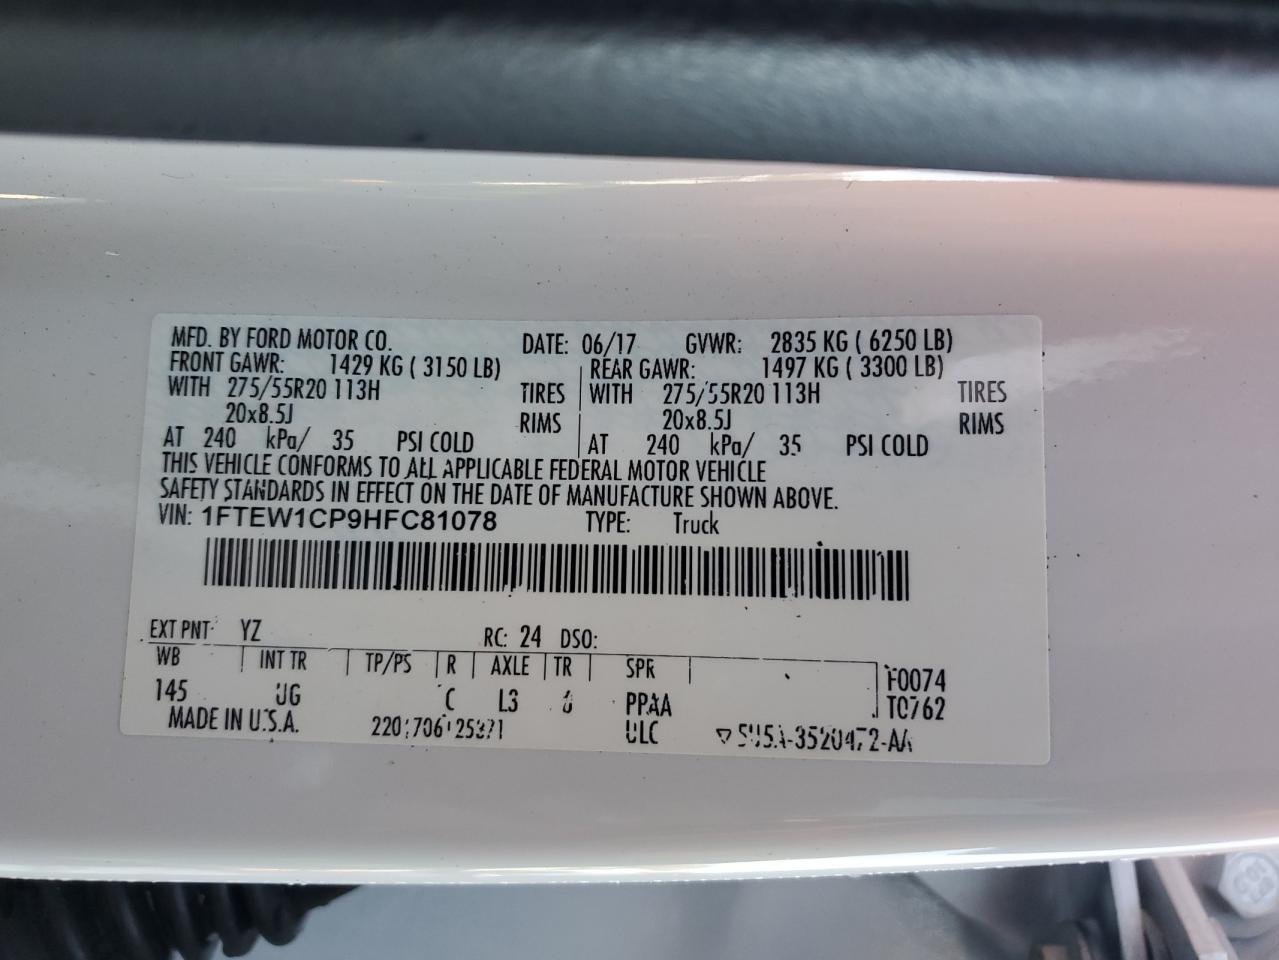 MFD. BY FORD MOTOR CO. DATE: 06/17 GVWR: 2835 KG ( 6250 LB)
FRONT GAWR: 1429 KG ( 3150 LB) REAR GAWR: 1497 KG ( 3300 LB)
WITH 275/55R20 113H TIRES WITH 275/55R20 113H TIRES
20x8.5J RIMS 20x8.5J RIMS
AT 240 kPa/ 35 PSI COLD AT 240 kPa/ 35 PSI COLD
THIS VEHICLE CONFORMS TO ALL APPLICABLE FEDERAL MOTOR VEHICLE
SAFETY STANDARDS IN EFFECT ON THE DATE OF MANUFACTURE SHOWN ABOVE.
VIN: 1FTEW1CP9HFC81078 TYPE: Truck
EXT PNT: YZ RC: 24 DSO:
WB INT TR TP/PS R AXLE TR SPR F0074
145 UG C L3 PPAA T0762
MADE IN U.S.A. ULC